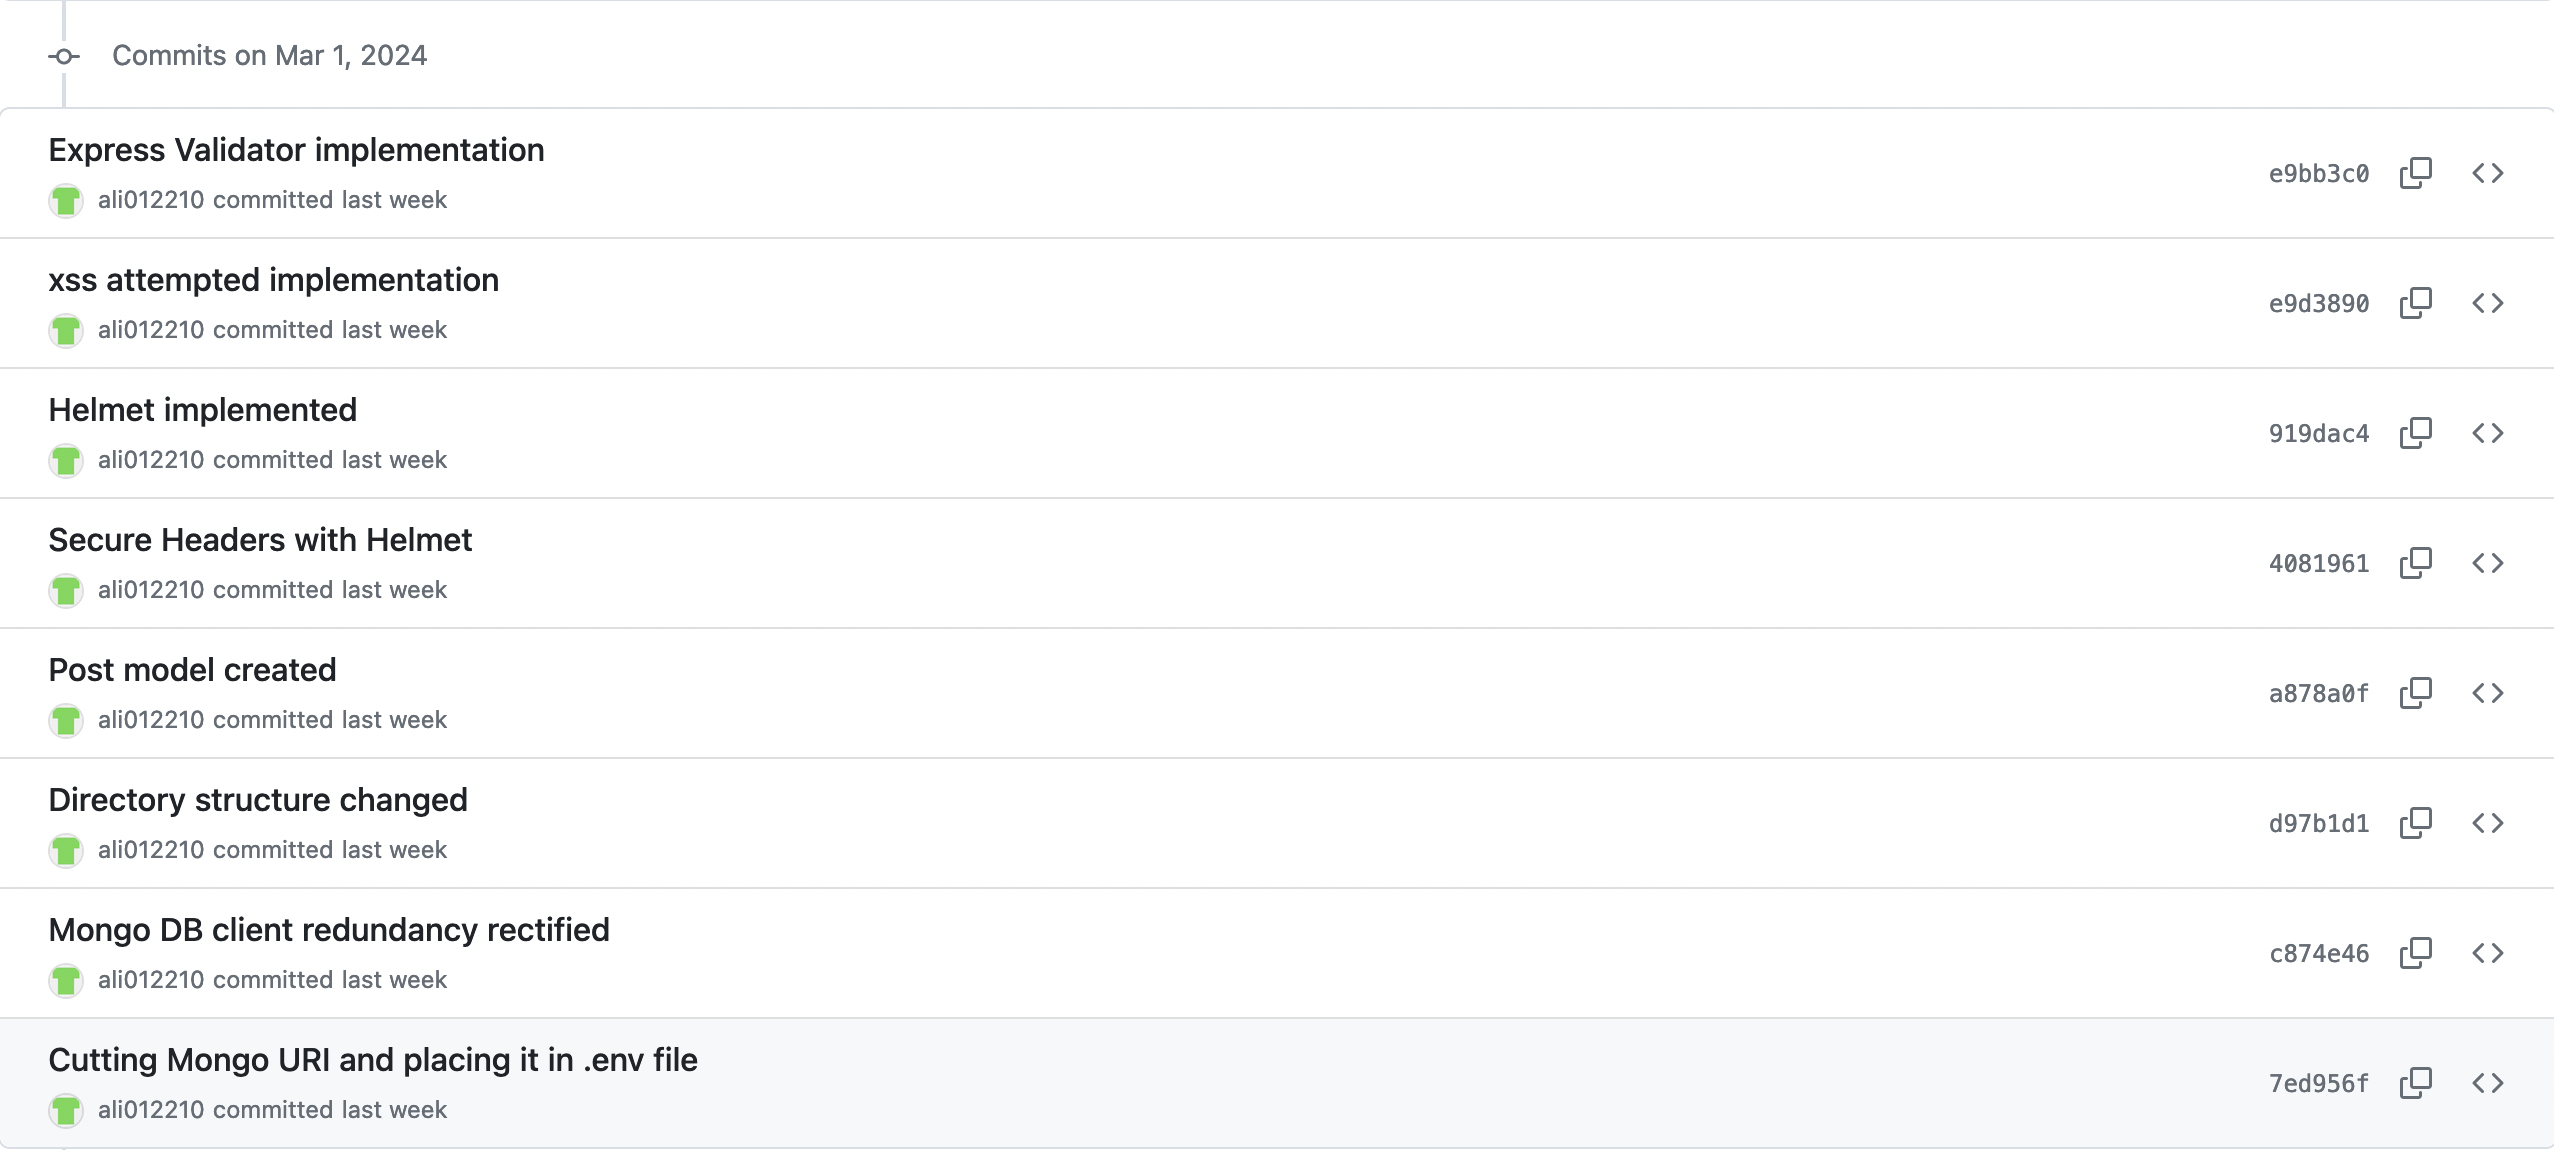 Commits on Mar 1, 2024
Express Validator implementation
ali012210 committed last week
e9bb3c0
xss attempted implementation
ali012210 committed last week
e9d3890
Helmet implemented
ali012210 committed last week
919dac4
Secure Headers with Helmet
ali012210 committed last week
4081961
Post model created
ali012210 committed last week
a878a0f
Directory structure changed
ali012210 committed last week
d97b1d1
Mongo DB client redundancy rectified
ali012210 committed last week
c874e46
Cutting Mongo URI and placing it in .env file
ali012210 committed last week
7ed956f